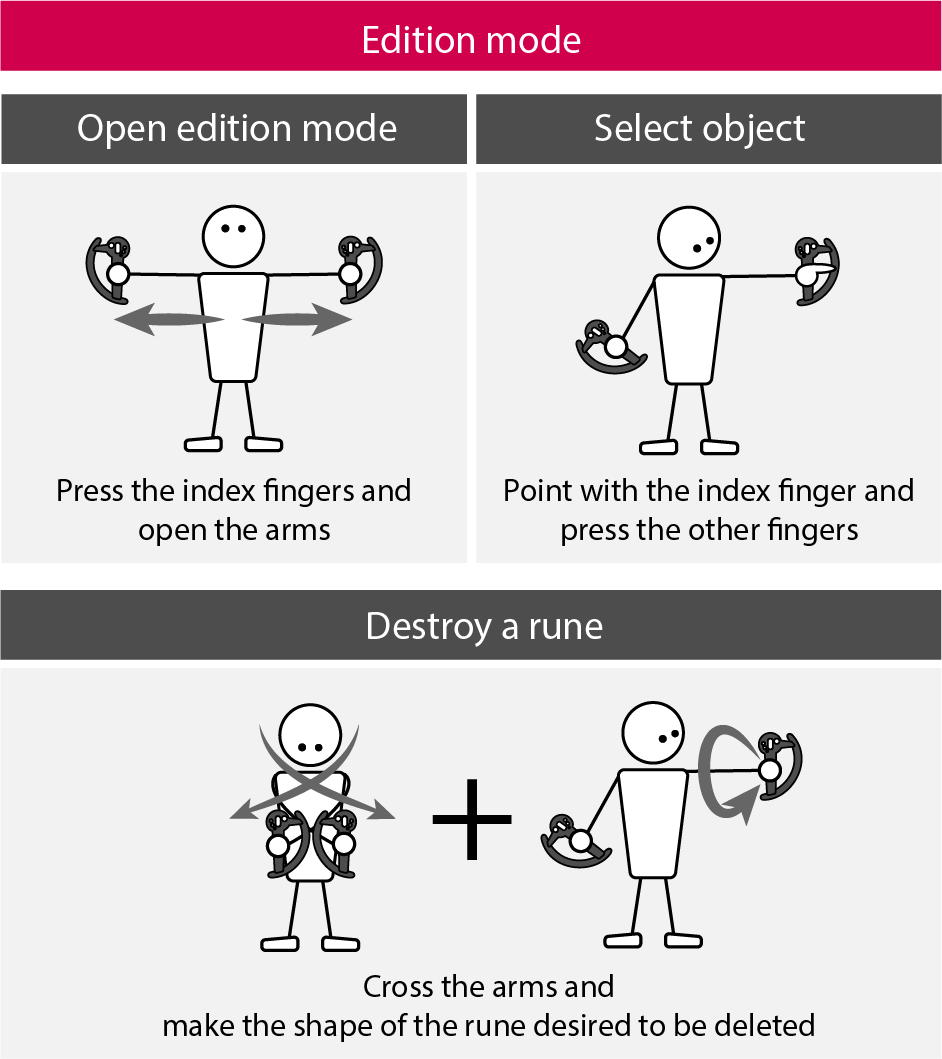 Edition mode
Open edition mode
Select object
Press the index fingers and
open the arms
Point with the index finger and
press the other fingers
Destroy a rune
Cross the arms and
make the shape of the rune desired to be deleted